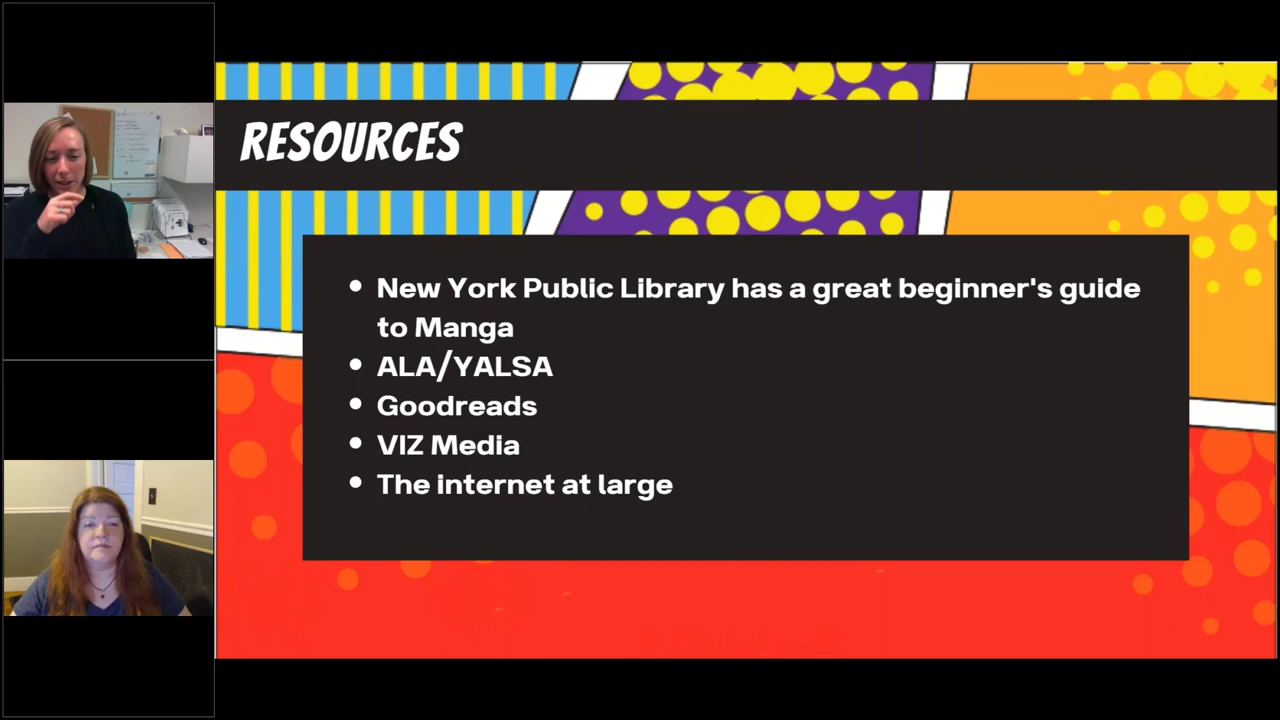 RESOURCES
New York Public Library has a great beginner's guide
to Manga
ALA/YALSA
Goodreads
VIZ Media
The internet at large